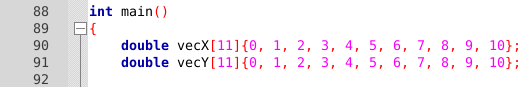 88 int main()
89 {
90 double vecX[11]{0, 1, 2, 3, 4, 5, 6, 7, 8, 9, 10};
91 double vecY[11]{0, 1, 2, 3, 4, 5, 6, 7, 8, 9, 10};
92